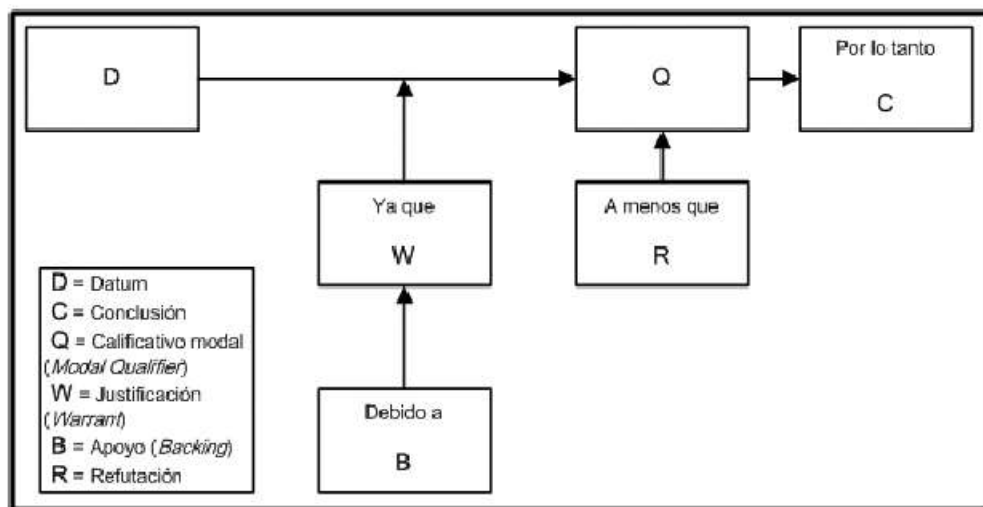 D
Q
Por lo tanto
C
Ya que
W
A menos que
R
D = Datum
C = Conclusión
Q = Calificativo modal
(Modal Qualifier)
W = Justificación
(Warrant)
B = Apoyo (Backing)
R = Refutación
Debido a
B